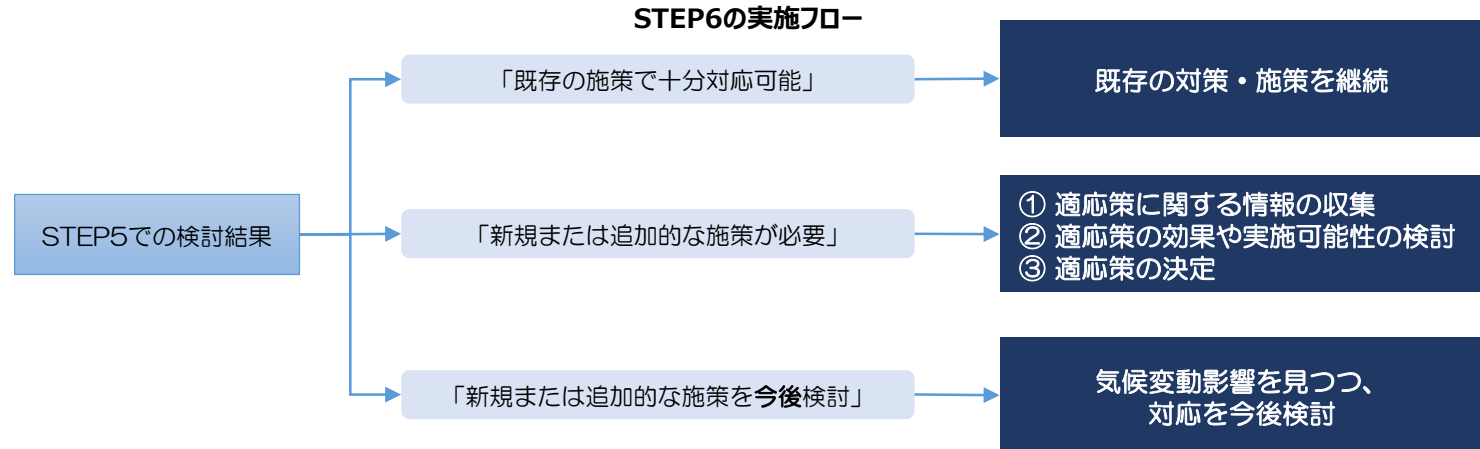 STEP6の実施フロー
「既存の施策で十分対応可能」
既存の対策・施策を継続
STEP5での検討結果
「新規または追加的な施策が必要」
① 適応策に関する情報の収集
② 適応策の効果や実施可能性の検討
③ 適応策の決定
「新規または追加的な施策を今後検討」
気候変動影響を見つつ、
対応を今後検討